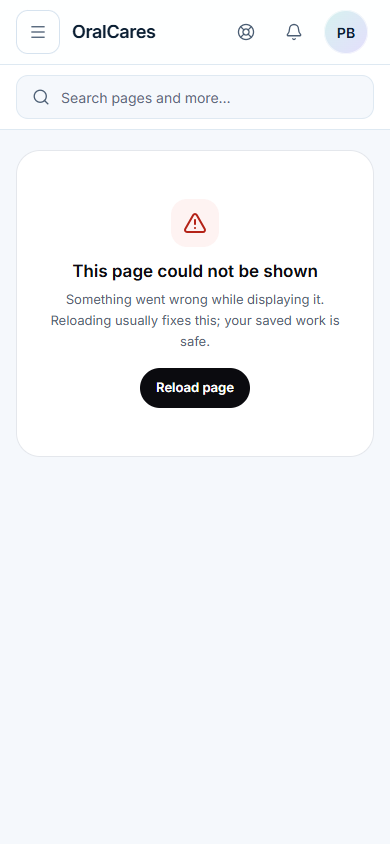 OralCares
PB
Search pages and more...
This page could not be shown
Something went wrong while displaying it.
Reloading usually fixes this; your saved work is
safe.
Reload page